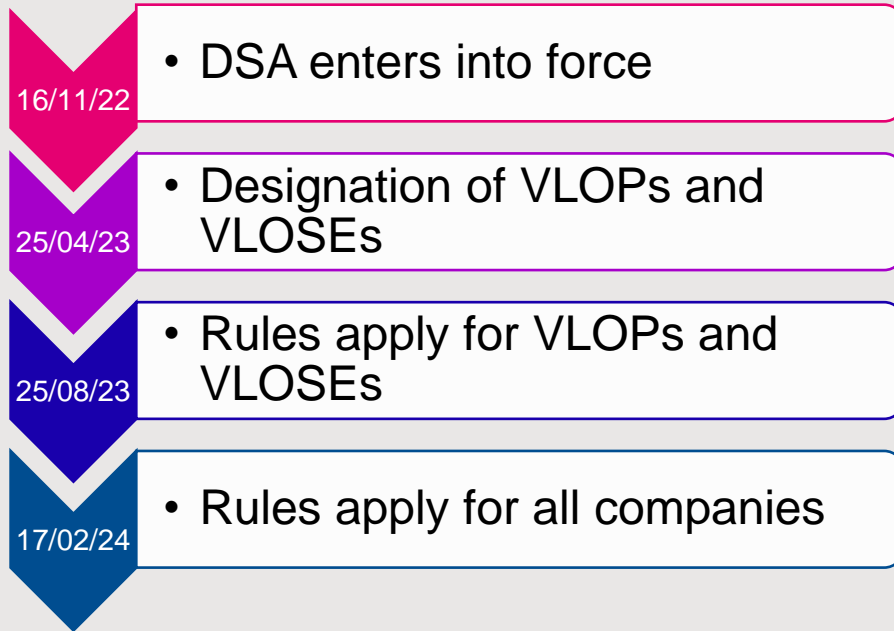 16/11/22
• DSA enters into force
25/04/23
• Designation of VLOPs and
VLOSEs
25/08/23
• Rules apply for VLOPs and
VLOSEs
17/02/24
• Rules apply for all companies